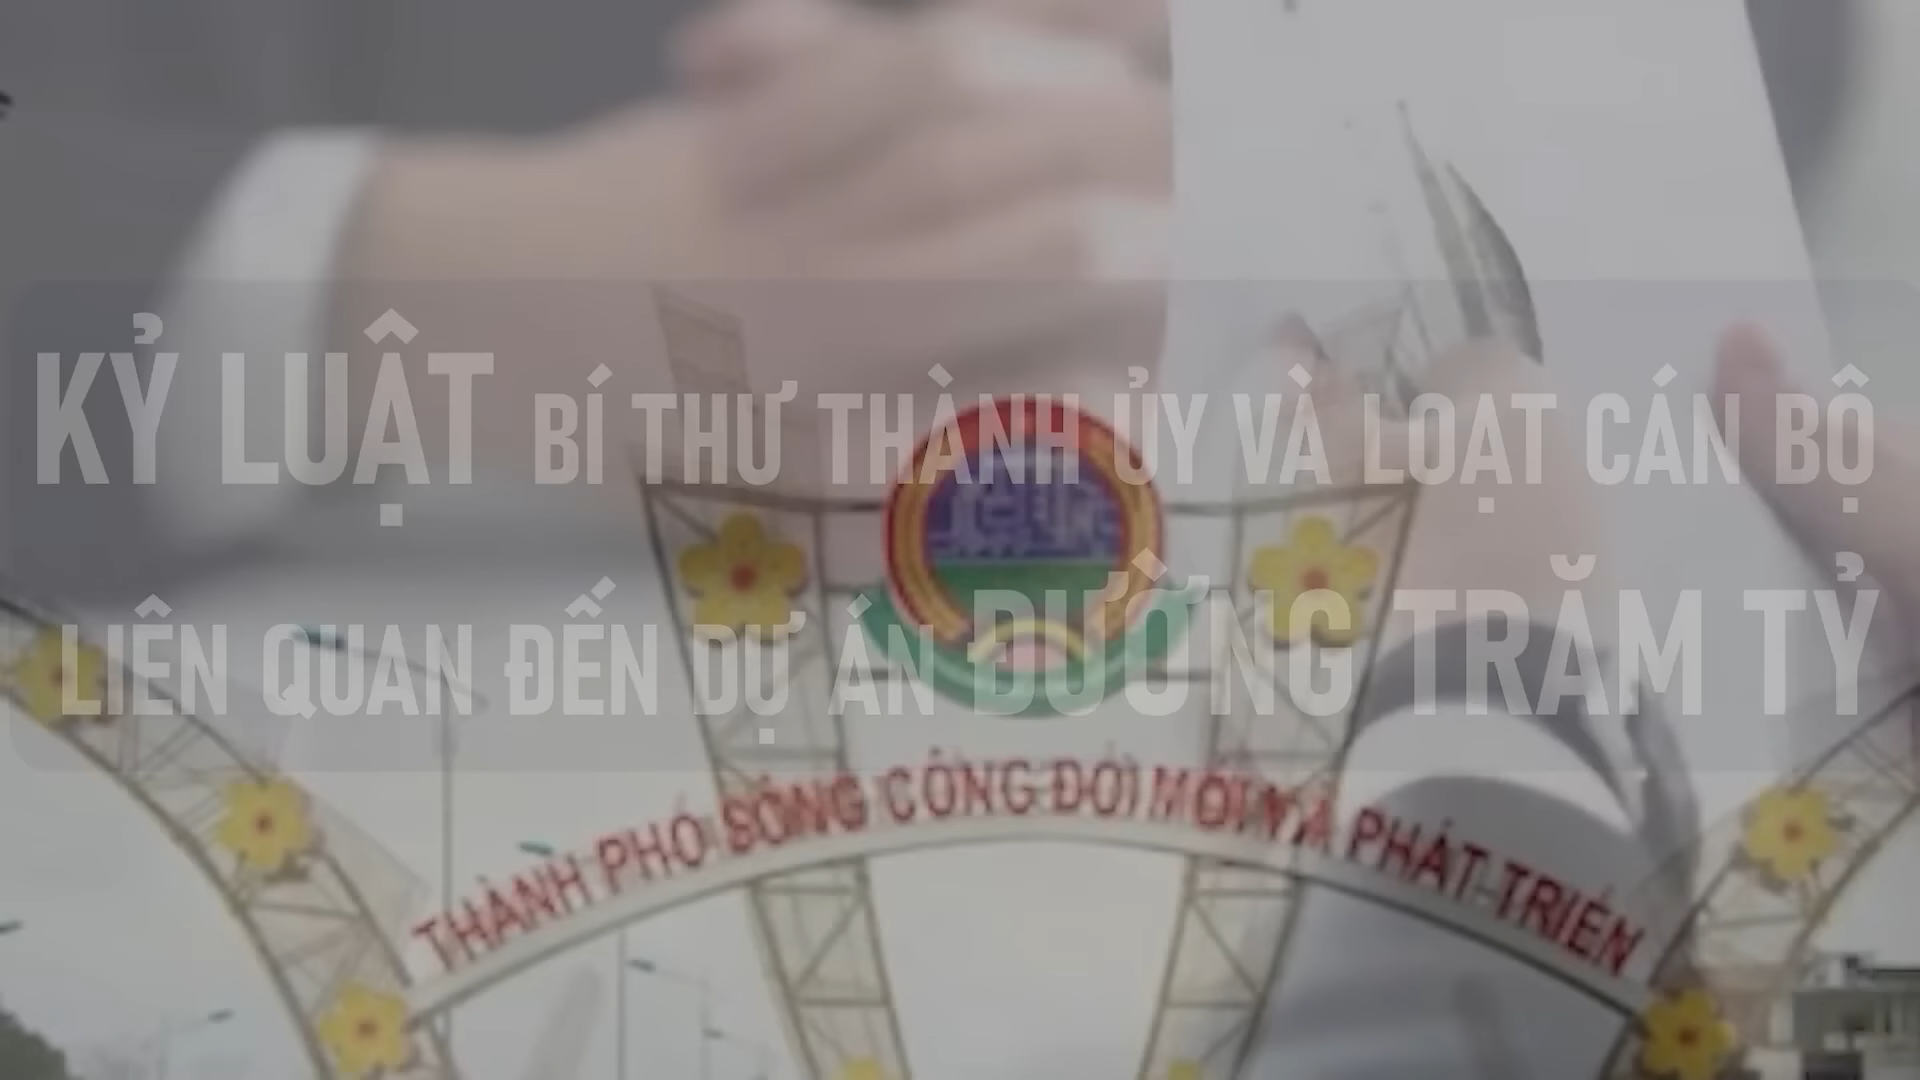 KỶ LUẬT BÍ THƯ THÀNH ỦY VÀ LOẠT CÁN BỘ
LIÊN QUAN ĐẾN DỰ ÁN ĐƯỜNG TRĂM TỶ
THÀNH PHỐ SÔNG CÔNG ĐỔI MỚI VÀ PHÁT TRIỂN